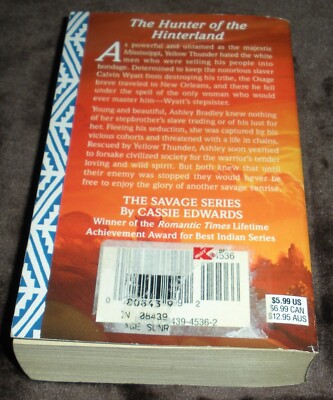 The Hunter of the
Hinterland
As powerful and untamed as the majestic
Mississippi, Yellow Thunder hated the white
men who were selling his people into
bondage. Determined to keep the notorious slaver
Calvin Wyatt from destroying his tribe, the Osage
brave traveled to New Orleans, and there he fell
under the spell of the only woman who would
ever master him—Wyatt's stepsister.
Young and beautiful, Ashley Bradley knew nothing
of her stepbrother's slave trading or of his lust for
her. Fleeing his seduction, she was captured by his
vicious cohorts and threatened with a life in chains.
Rescued by Yellow Thunder, Ashley soon yearned
to forsake civilized society for the warrior's tender
loving and wild spirit. But both knew that until
their enemy was stopped they would never be
free to enjoy the glory of another savage sunrise.
THE SAVAGE SERIES
By CASSIE EDWARDS
Winner of the Romantic Times Lifetime
Achievement Award for Best Indian Series
K
4536
$5.99 US
$6.99 CAN
$12.95 AUS
439-4536-2